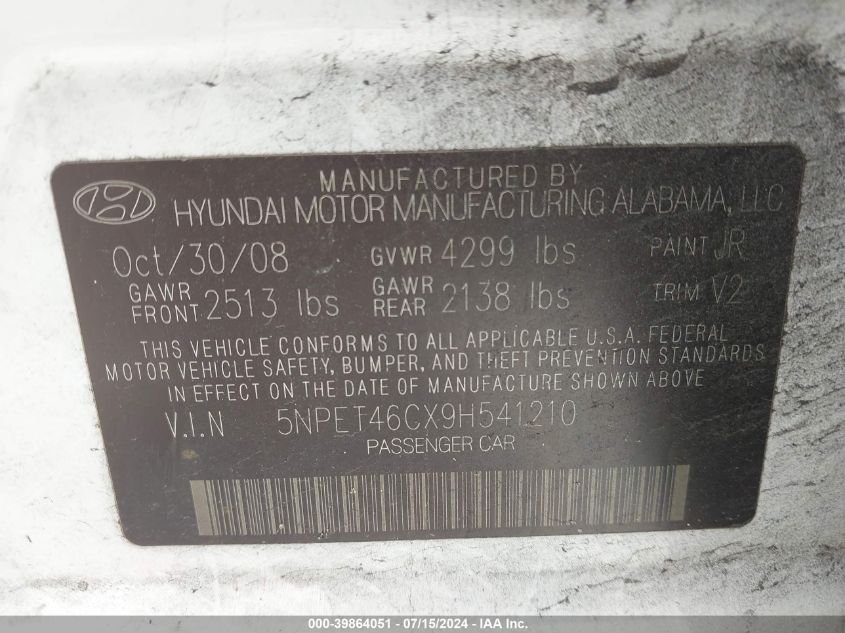 MANUFACTURED BY
HYUNDAI MOTOR MANUFACTURING ALABAMA, LLC
Oct/30/08 GVWR 4299 lbs PAINT JR
GAWR FRONT 2513 lbs GAWR REAR 2138 lbs TRIM V2
THIS VEHICLE CONFORMS TO ALL APPLICABLE U.S.A. FEDERAL
MOTOR VEHICLE SAFETY, BUMPER, AND THEFT PREVENTION STANDARDS
IN EFFECT ON THE DATE OF MANUFACTURE SHOWN ABOVE
V.I.N 5NPET46CX9H541210
PASSENGER CAR
000-39864051 - 07/15/2024 - IAA Inc.